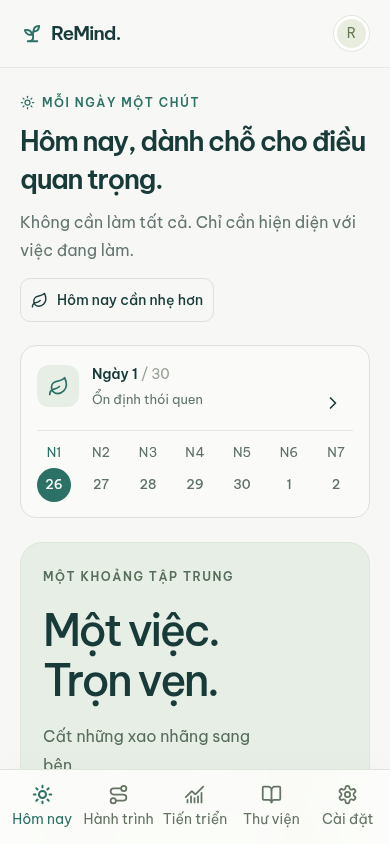 ReMind.
R
MỖI NGÀY MỘT CHÚT
Hôm nay, dành chỗ cho điều
quan trọng.
Không cần làm tất cả. Chỉ cần hiện diện với
việc đang làm.
Hôm nay cần nhẹ hơn
Ngày 1 / 30
Ổn định thói quen
N1 N2 N3 N4 N5 N6 N7
26 27 28 29 30 1 2
MỘT KHOẢNG TẬP TRUNG
Một việc.
Trọn vẹn.
Cất những xao nhãng sang
bên
Hôm nay Hành trình Tiến triển Thư viện Cài đặt